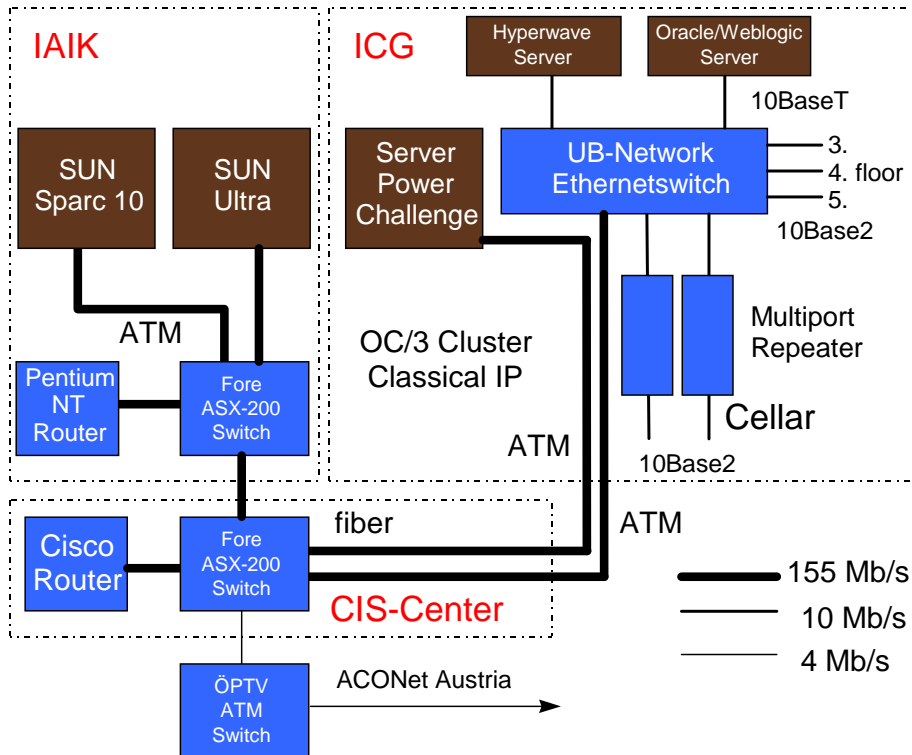 IAIK
ICG
Hyperwave
Server
Oracle/Weblogic
Server
10BaseT
SUN
Sparc 10
SUN
Ultra
Server
Power
Challenge
UB-Network
Ethernetswitch
3.
4. floor
5.
10Base2
ATM
OC/3 Cluster
Classical IP
Multiport
Repeater
Pentium
NT
Router
Fore
ASX-200
Switch
Cellar
ATM
10Base2
fiber
ATM
Cisco
Router
Fore
ASX-200
Switch
CIS-Center
155 Mb/s
10 Mb/s
4 Mb/s
ÖPTV
ATM
Switch
ACONet Austria